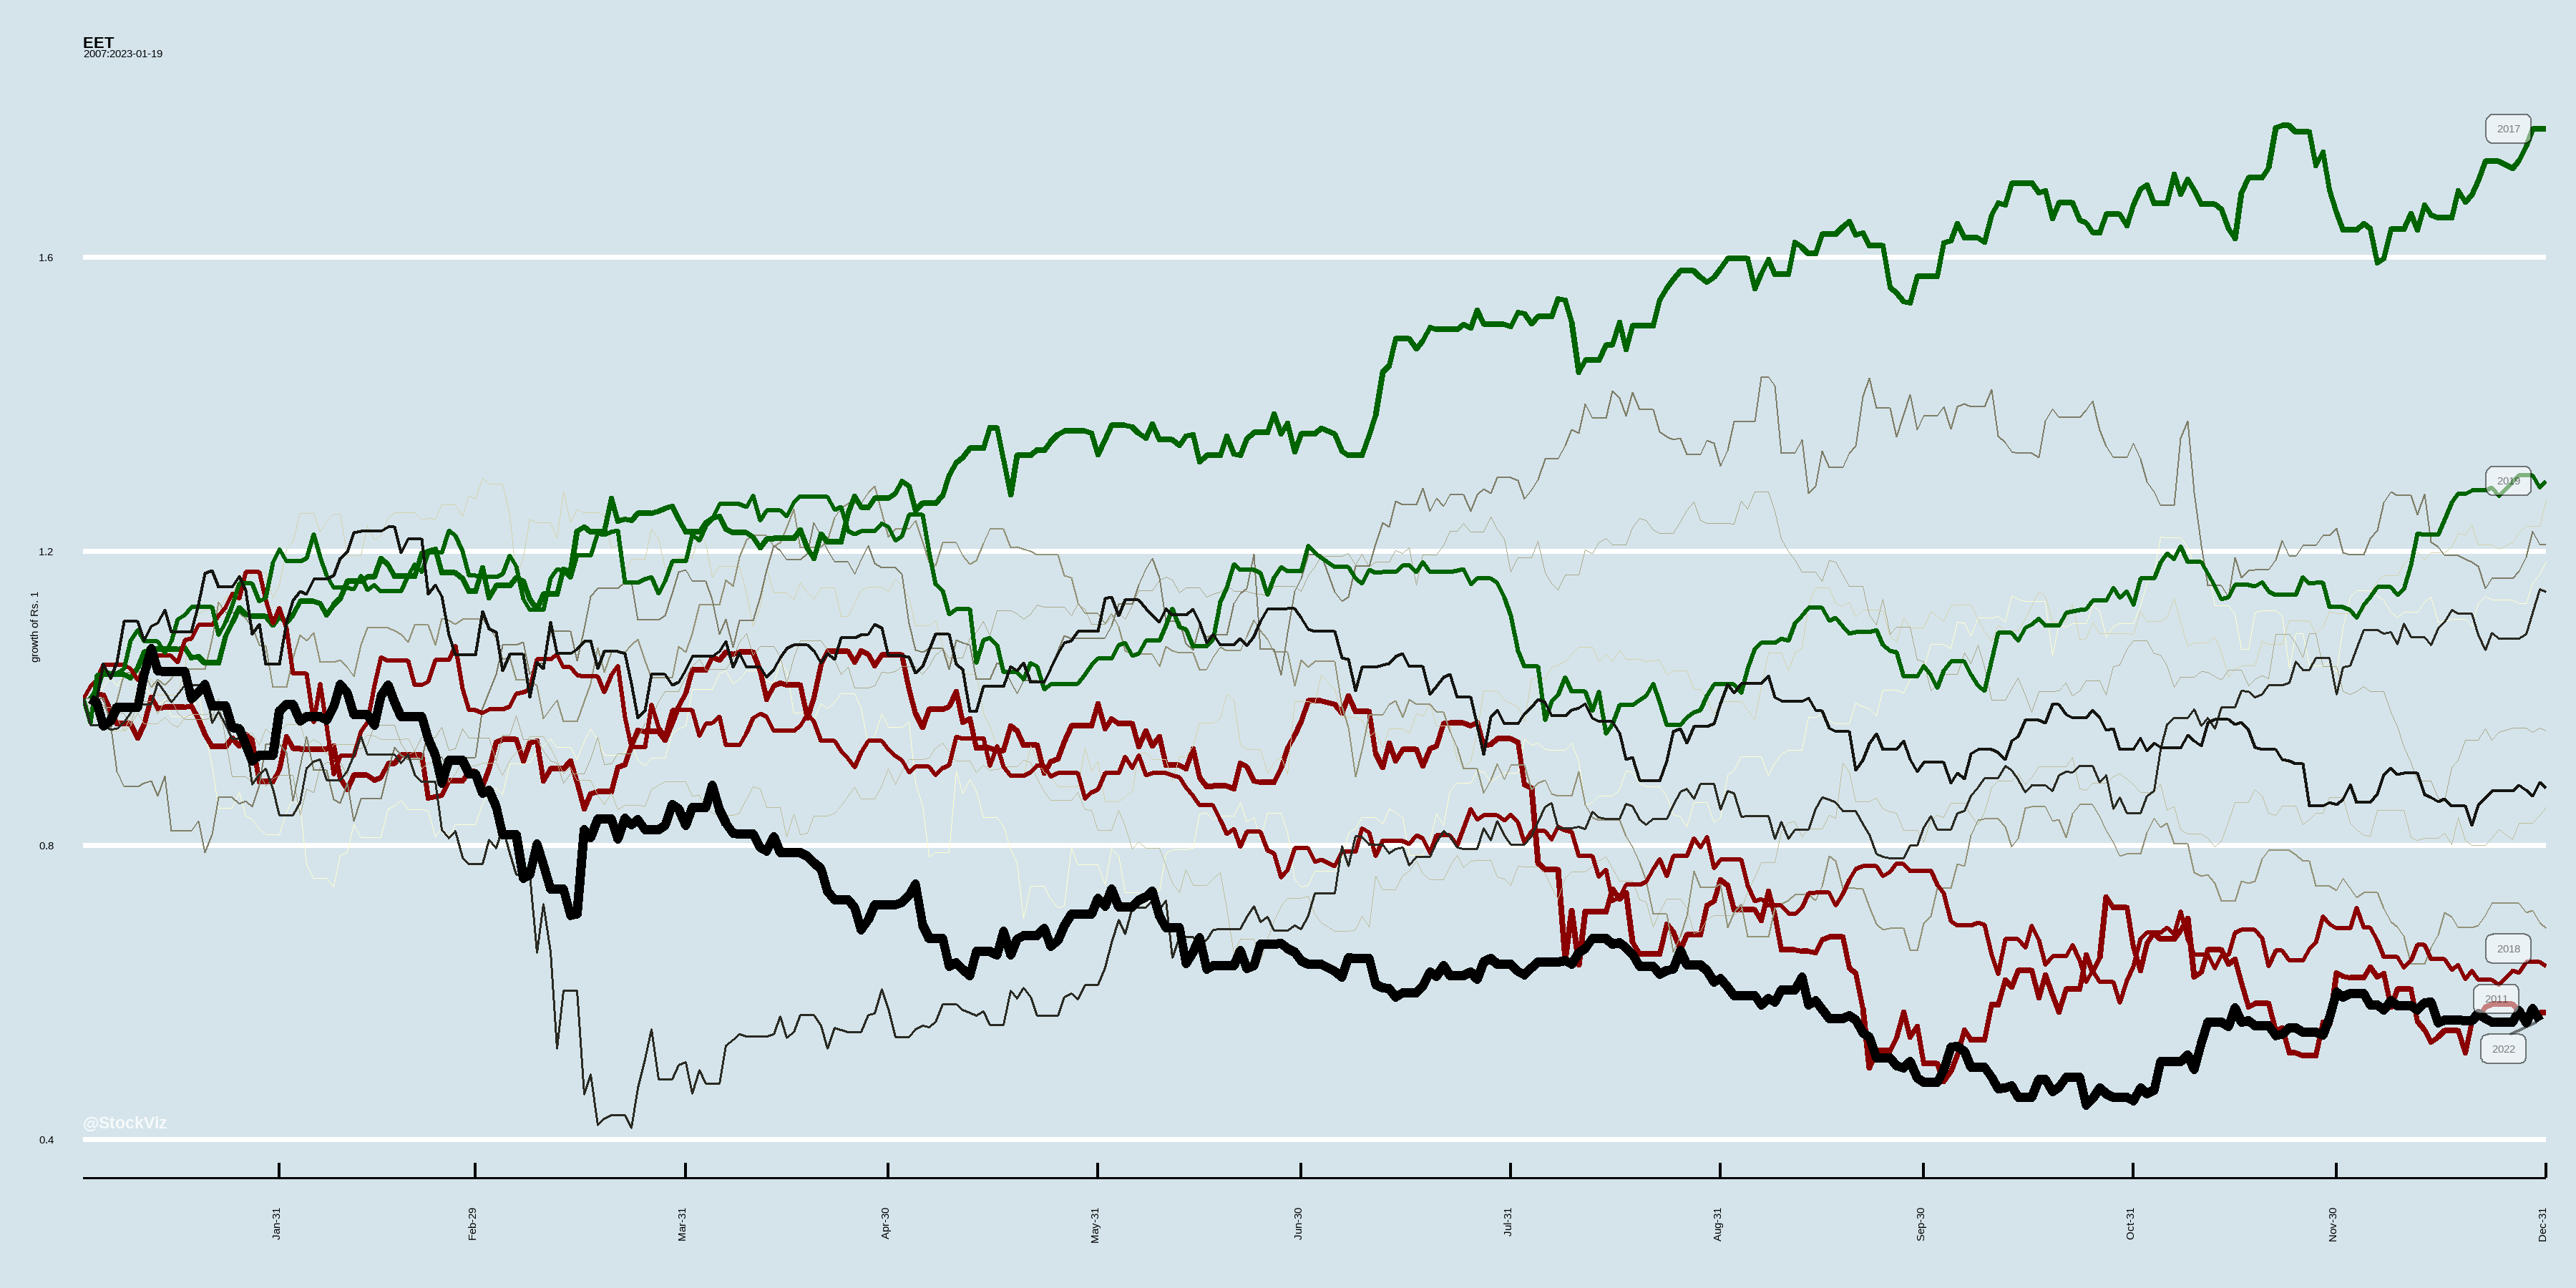 EET
2007:2023-01-19
2017
1.6
2019
1.2
growth of Rs. 1
0.8
2018
2011
2022
@StockViz
0.4
Jan-31
Feb-29
Mar-31
Apr-30
May-31
Jun-30
Jul-31
Aug-31
Sep-30
Oct-31
Nov-30
Dec-31